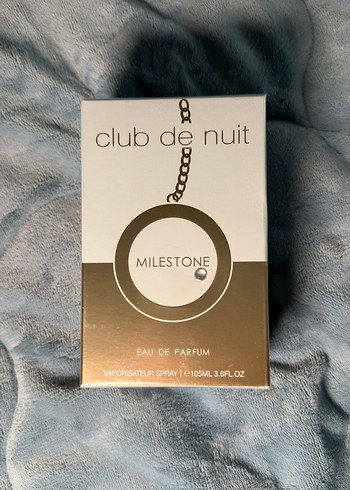 club de nuit
MILESTONE
EAU DE PARFUM
VAPORISATEUR SPRAY | ℮105ML 3.6FL.OZ